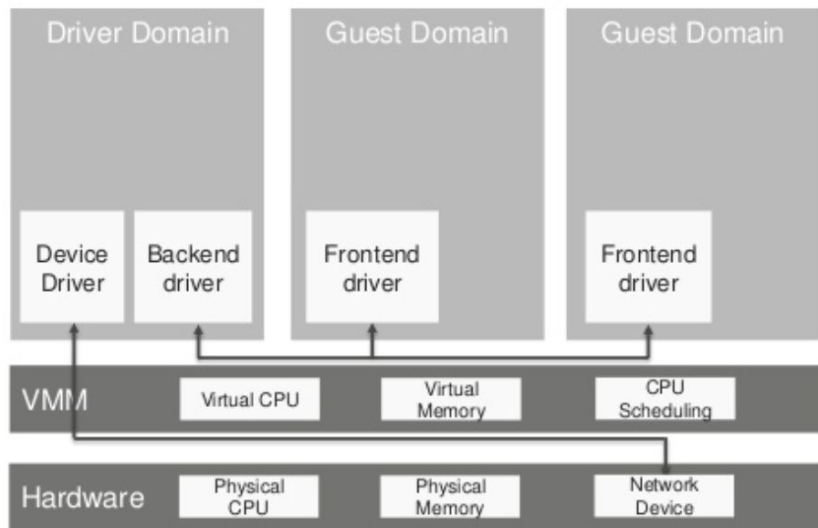 Driver Domain
Guest Domain
Guest Domain
Device
Driver
Backend
driver
Frontend
driver
Frontend
driver
VMM
Virtual CPU
Virtual
Memory
CPU
Scheduling
Hardware
Physical
CPU
Physical
Memory
Network
Device